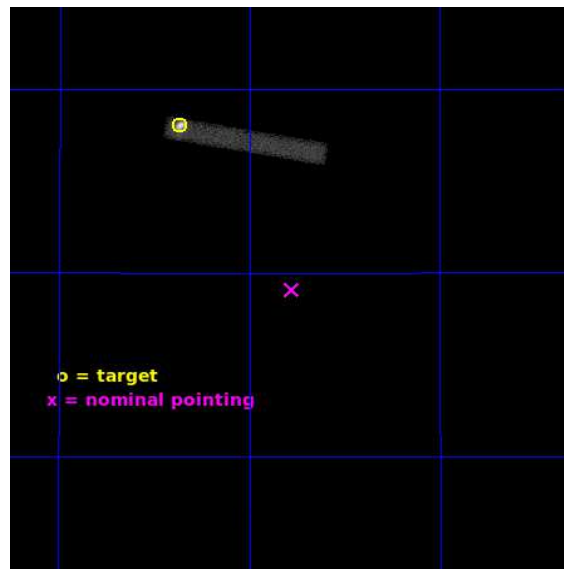 o = target
x = nominal pointing